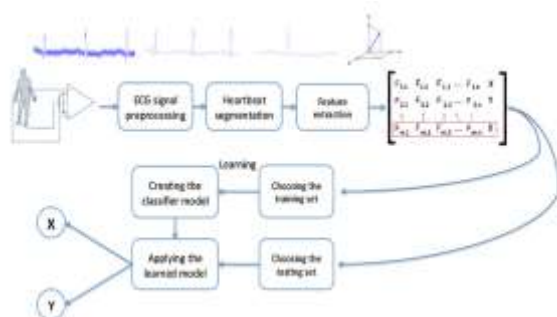 ECG signal
preprocessing
Heartbeat
segmentation
Feature
extraction
Learning
Creating the
classifier model
Choosing the
training set
X
Applying the
learned model
Choosing the
testing set
Y